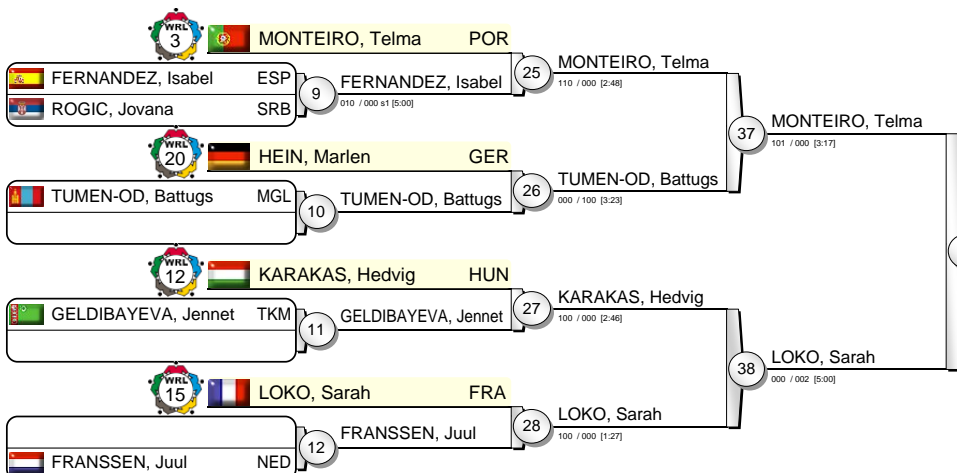 WRL
3
MONTEIRO, Telma POR
FERNANDEZ, Isabel ESP
ROGIC, Jovana SRB
9
FERNANDEZ, Isabel
010 / 000 s1 [5:00]
25
MONTEIRO, Telma
110 / 000 [2:48]
WRL
20
HEIN, Marlen GER
TUMEN-OD, Battugs MGL
10
TUMEN-OD, Battugs
26
TUMEN-OD, Battugs
000 / 100 [3:23]
37
MONTEIRO, Telma
101 / 000 [3:17]
WRL
12
KARAKAS, Hedvig HUN
GELDIBAYEVA, Jennet TKM
11
GELDIBAYEVA, Jennet
27
KARAKAS, Hedvig
100 / 000 [2:46]
WRL
15
LOKO, Sarah FRA
FRANSSEN, Juul NED
12
FRANSSEN, Juul
28
LOKO, Sarah
100 / 000 [1:27]
38
LOKO, Sarah
000 / 002 [5:00]